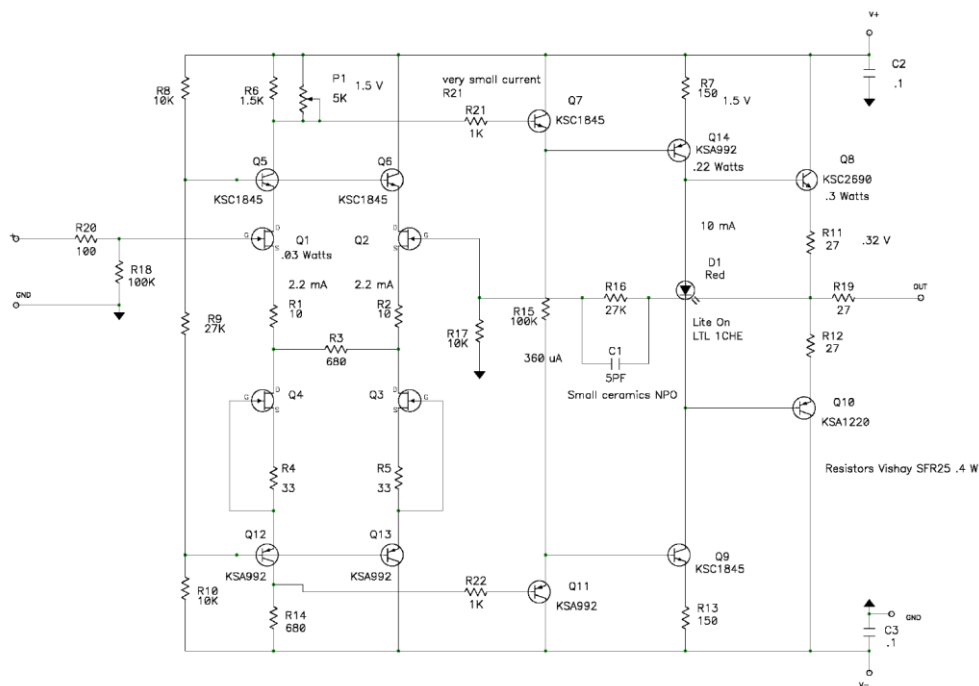 V+
C2
.1
R8
10K
R6
1.5K
P1
5K
1.5 V
very small current
R21
R21
1K
Q7
KSC1845
R7
150
1.5 V
Q14
KSA992
.22 Watts
Q5
KSC1845
Q6
KSC1845
Q8
KSC2690
.3 Watts
+
R20
100
R18
100K
GND
G
D
S
Q1
.03 Watts
Q2
D
S
G
10 mA
R11
27
.32 V
2.2 mA
2.2 mA
R1
10
R2
10
D1
Red
R9
27K
R3
680
R17
10K
R15
100K
R16
27K
R19
27
OUT
Lite On
LTL 1CHE
R12
27
360 uA
C1
5PF
Small ceramics NPO
G
D
S
Q4
Q3
D
S
G
Q10
KSA1220
R4
33
R5
33
Resistors Vishay SFR25 .4 W
Q12
KSA992
Q13
KSA992
R10
10K
R14
680
R22
1K
Q11
KSA992
Q9
KSC1845
R13
150
GND
C3
.1
V-